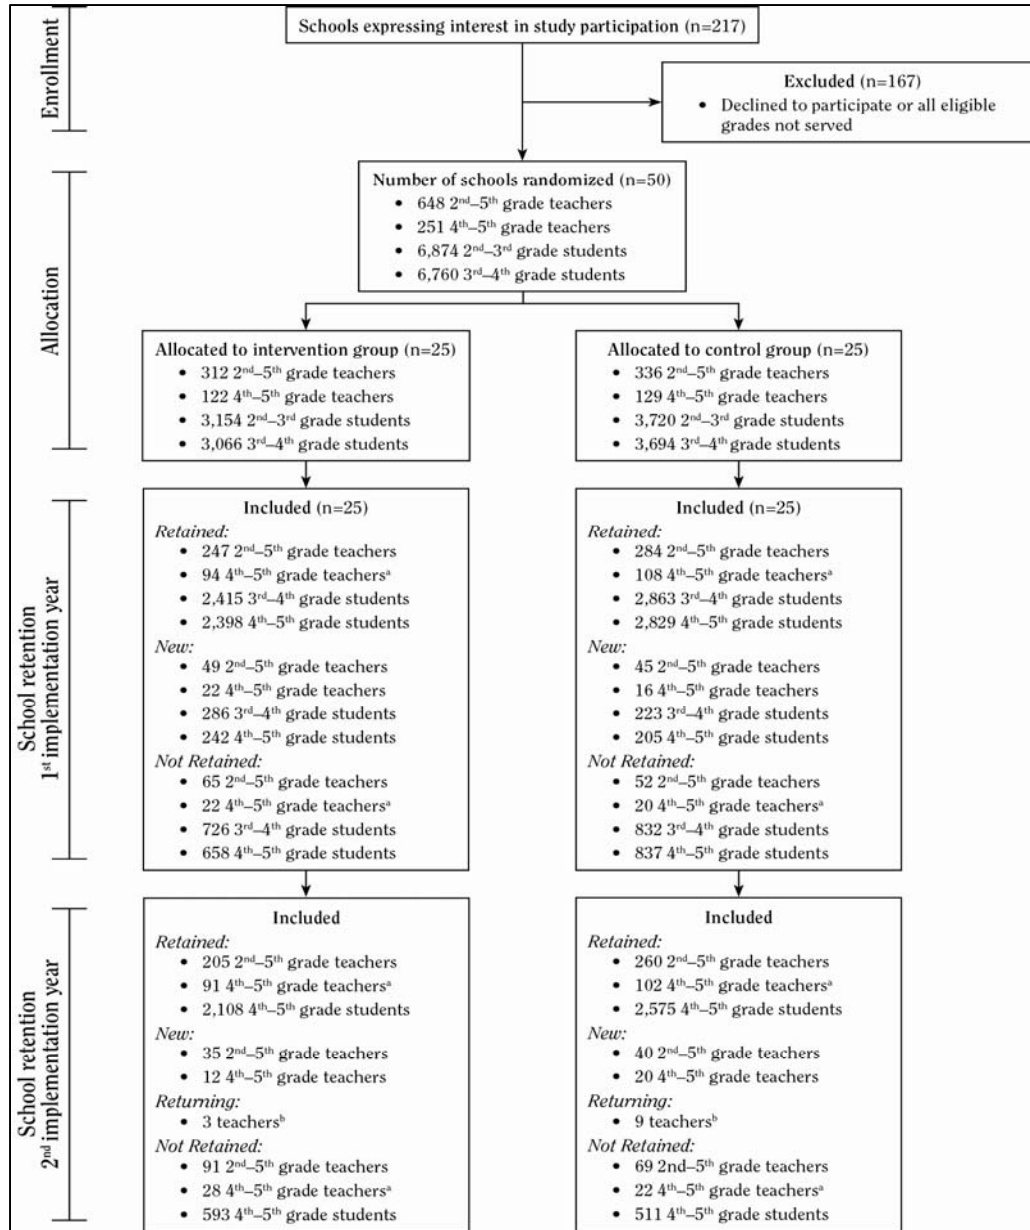 Enrollment
Schools expressing interest in study participation (n=217)
Excluded (n=167)
• Declined to participate or all eligible
grades not served
Allocation
Number of schools randomized (n=50)
• 648 2nd–5th grade teachers
• 251 4th–5th grade teachers
• 6,874 2nd–3rd grade students
• 6,760 3rd–4th grade students
Allocated to intervention group (n=25)
• 312 2nd–5th grade teachers
• 122 4th–5th grade teachers
• 3,154 2nd–3rd grade students
• 3,066 3rd–4th grade students
Allocated to control group (n=25)
• 336 2nd–5th grade teachers
• 129 4th–5th grade teachers
• 3,720 2nd–3rd grade students
• 3,694 3rd–4th grade students
School retention
1st implementation year
Included (n=25)
Retained:
• 247 2nd–5th grade teachers
• 94 4th–5th grade teachersa
• 2,415 3rd–4th grade students
• 2,398 4th–5th grade students
New:
• 49 2nd–5th grade teachers
• 22 4th–5th grade teachers
• 286 3rd–4th grade students
• 242 4th–5th grade students
Not Retained:
• 65 2nd–5th grade teachers
• 22 4th–5th grade teachersa
• 726 3rd–4th grade students
• 658 4th–5th grade students
Included (n=25)
Retained:
• 284 2nd–5th grade teachers
• 108 4th–5th grade teachersa
• 2,863 3rd–4th grade students
• 2,829 4th–5th grade students
New:
• 45 2nd–5th grade teachers
• 16 4th–5th grade teachers
• 223 3rd–4th grade students
• 205 4th–5th grade students
Not Retained:
• 52 2nd–5th grade teachers
• 20 4th–5th grade teachersa
• 832 3rd–4th grade students
• 837 4th–5th grade students
School retention
2nd implementation year
Included
Retained:
• 205 2nd–5th grade teachers
• 91 4th–5th grade teachersa
• 2,108 4th–5th grade students
New:
• 35 2nd–5th grade teachers
• 12 4th–5th grade teachers
Returning:
• 3 teachersb
Not Retained:
• 91 2nd–5th grade teachers
• 28 4th–5th grade teachersa
• 593 4th–5th grade students
Included
Retained:
• 260 2nd–5th grade teachers
• 102 4th–5th grade teachersa
• 2,575 4th–5th grade students
New:
• 40 2nd–5th grade teachers
• 20 4th–5th grade teachers
Returning:
• 9 teachersb
Not Retained:
• 69 2nd–5th grade teachers
• 22 4th–5th grade teachersa
• 511 4th–5th grade students